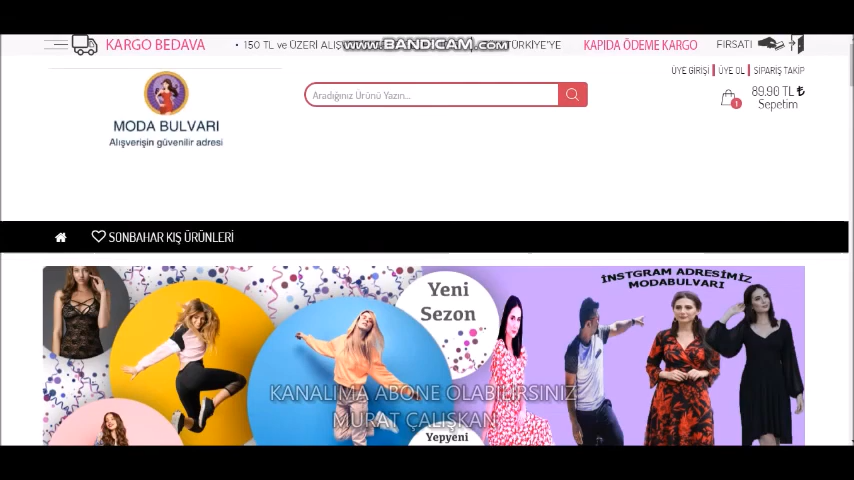 KARGO BEDAVA
• 150 TL ve ÜZERİ ALIŞ
www.BANDICAM.com
TÜRKİYE'YE
KAPIDA ÖDEME KARGO
FIRSATI
ÜYE GİRİŞİ
ÜYE OL
SİPARİŞ TAKİP
Aradığınız Ürünü Yazın...
89.90 TL ₺
1
Sepetim
MODA BULVARI
Alışverişin güvenilir adresi
SONBAHAR KIŞ ÜRÜNLERİ
Yeni
Sezon
İNSTGRAM ADRESİMİZ
MODABULVARI
KANALIMA ABONE OLABİLİRSİNİZ
MURAT ÇALIŞKAN
Yepyeni